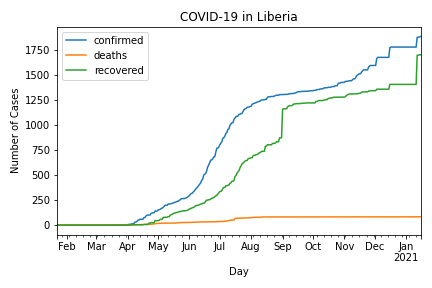 COVID-19 in Liberia
confirmed
deaths
recovered
Number of Cases
1750
1500
1250
1000
750
500
250
0
Feb Mar Apr May Jun Jul Aug Sep Oct Nov Dec Jan
2021
Day